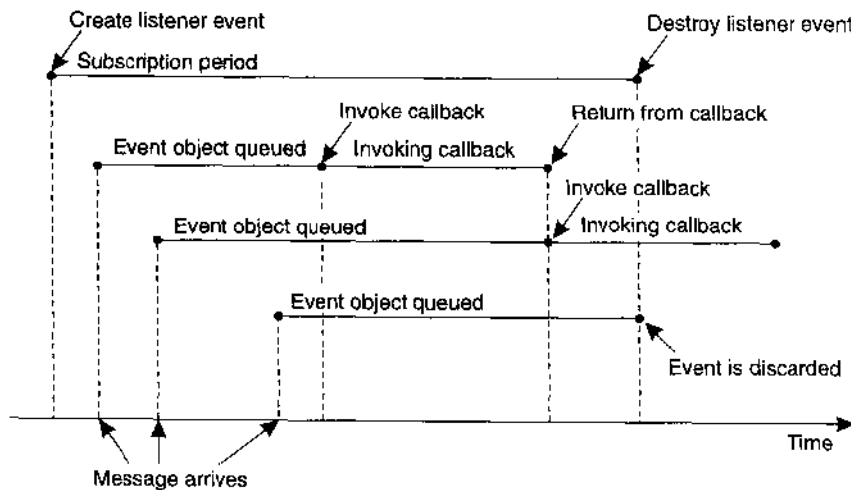 Create listener event
Destroy listener event
Subscription period
Invoke callback
Return from callback
Event object queued
Invoking callback
Invoke callback
Event object queued
Invoking callback
Event object queued
Event is discarded
Time
Message arrives